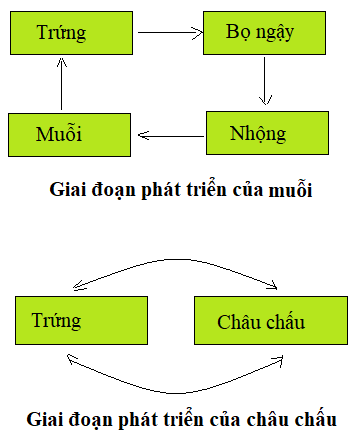 Trứng
Bọ ngậy
Muỗi
Nhộng
Giai đoạn phát triển của muỗi
Trứng
Châu chấu
Giai đoạn phát triển của châu chấu